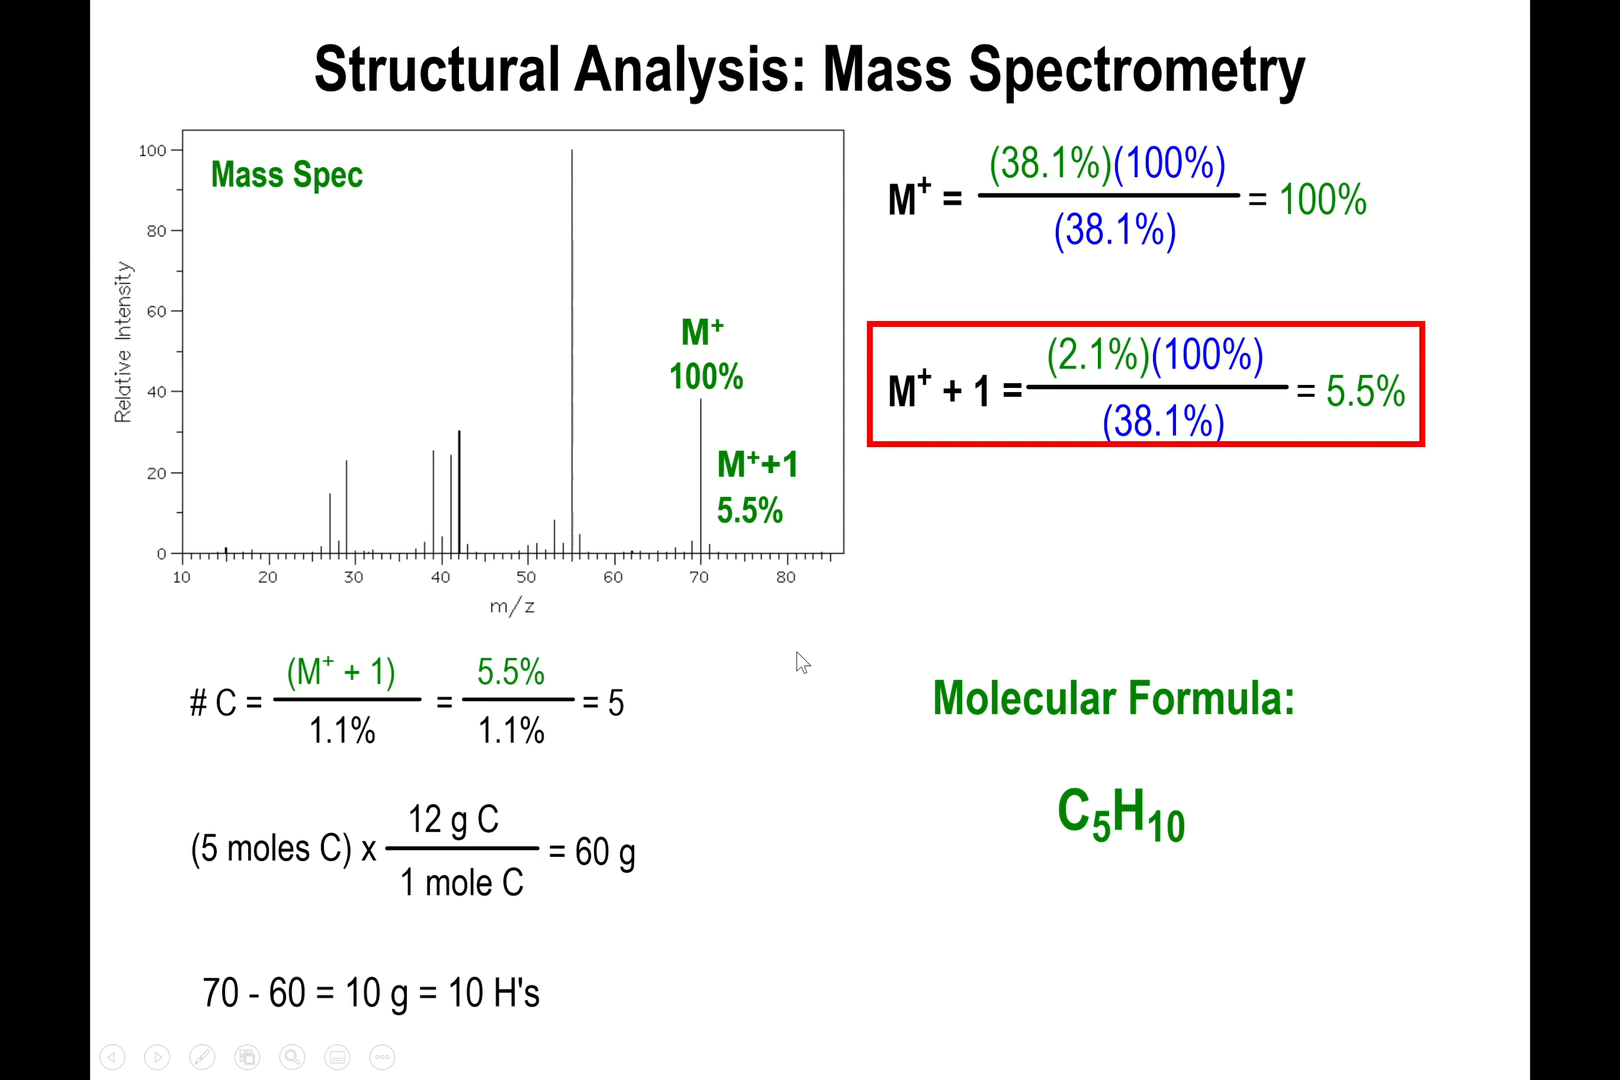 Structural Analysis: Mass Spectrometry
Mass Spec
Relative Intensity
100
80
60
40
20
0
10 20 30 40 50 60 70 80
m/z
M⁺
100%
M⁺+1
5.5%
M⁺ = (38.1%)(100%) / (38.1%) = 100%
M⁺ + 1 = (2.1%)(100%) / (38.1%) = 5.5%
# C = (M⁺ + 1) / 1.1% = 5.5% / 1.1% = 5
(5 moles C) x 12 g C / 1 mole C = 60 g
70 - 60 = 10 g = 10 H's
Molecular Formula:
C₅H₁₀